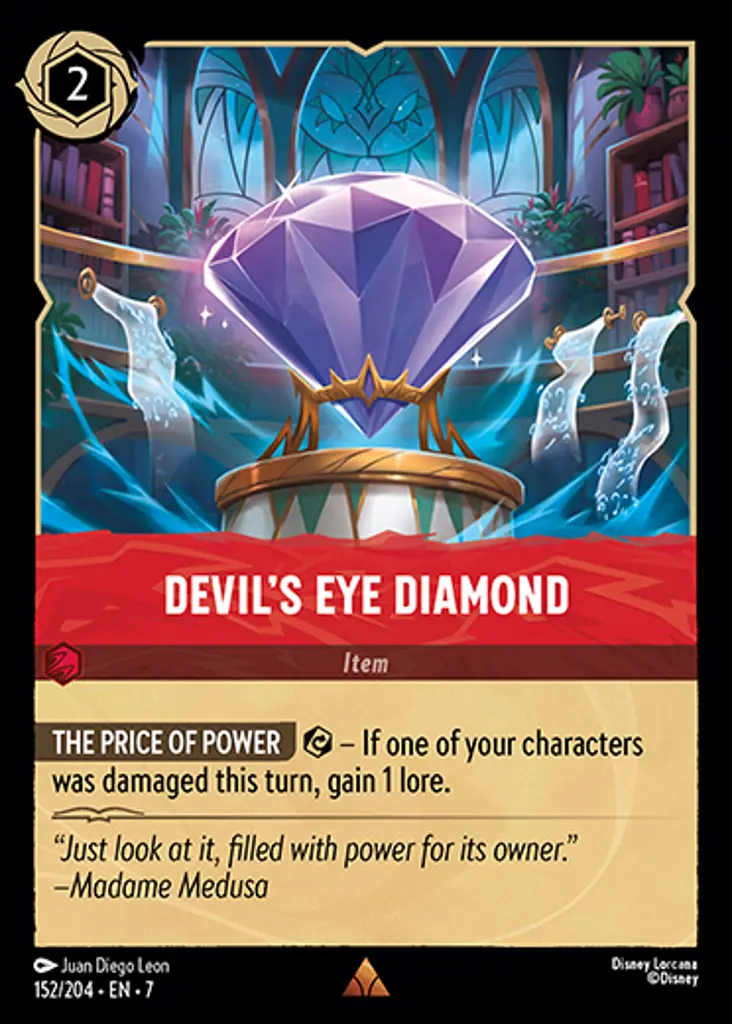 2
DEVIL'S EYE DIAMOND
Item
THE PRICE OF POWER – If one of your characters
was damaged this turn, gain 1 lore.
“Just look at it, filled with power for its owner.”
–Madame Medusa
Juan Diego Leon
152/204 • EN • 7
Disney Lorcana
©Disney